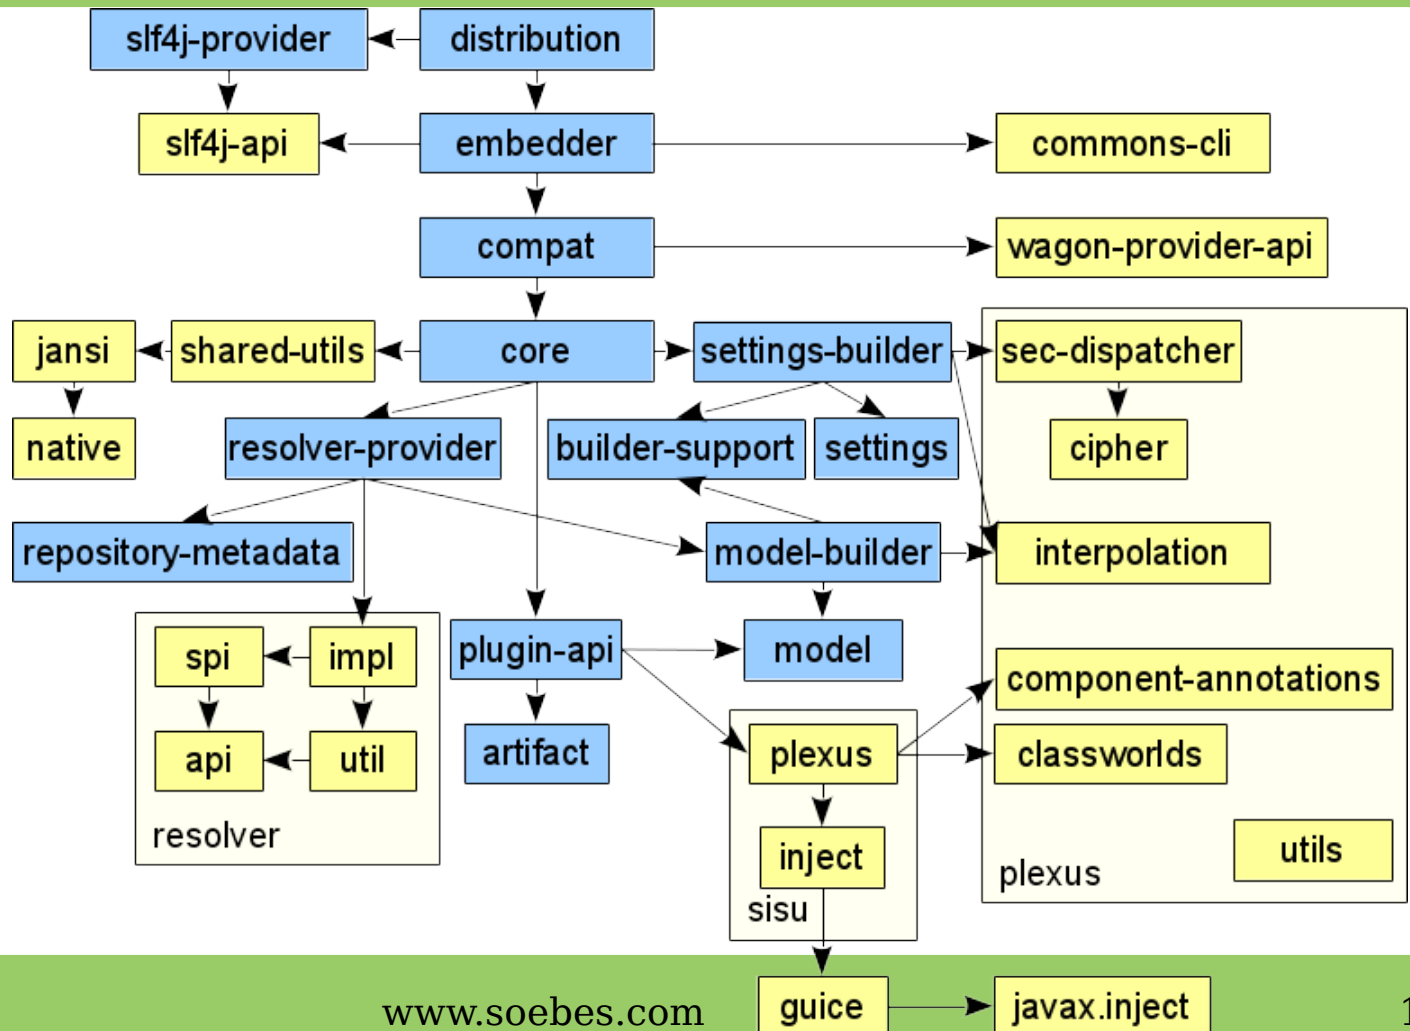 slf4j-provider
distribution
slf4j-api
embedder
commons-cli
compat
wagon-provider-api
jansi
shared-utils
core
settings-builder
sec-dispatcher
native
resolver-provider
builder-support
settings
cipher
repository-metadata
model-builder
interpolation
spi
impl
plugin-api
model
component-annotations
api
util
artifact
plexus
classworlds
resolver
inject
utils
plexus
sisu
guice
javax.inject
www.soebes.com